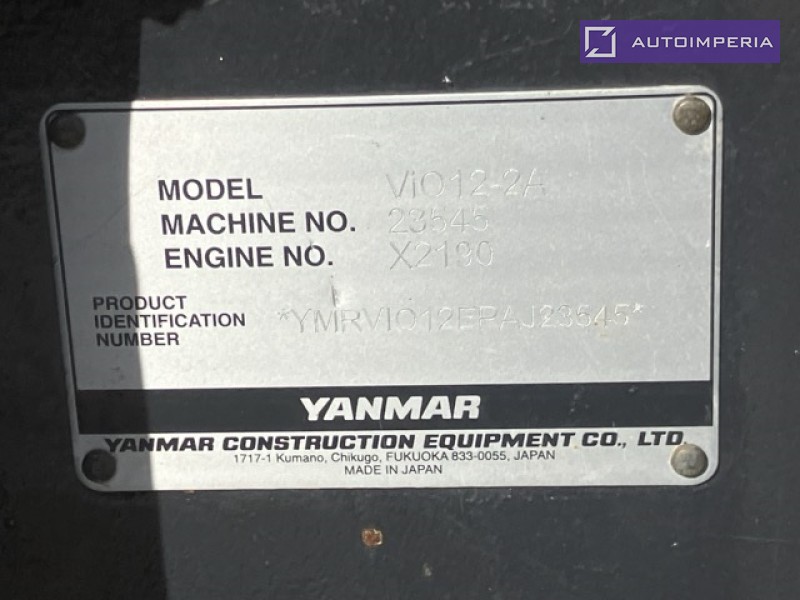 AUTOIMPERIA
MODEL ViO12-2A
MACHINE NO. 23545
ENGINE NO. X2190
PRODUCT
IDENTIFICATION
NUMBER
*YMRVIO12EPAJ23545*
YANMAR
YANMAR CONSTRUCTION EQUIPMENT CO., LTD.
1717-1 Kumano, Chikugo, FUKUOKA 833-0055, JAPAN
MADE IN JAPAN